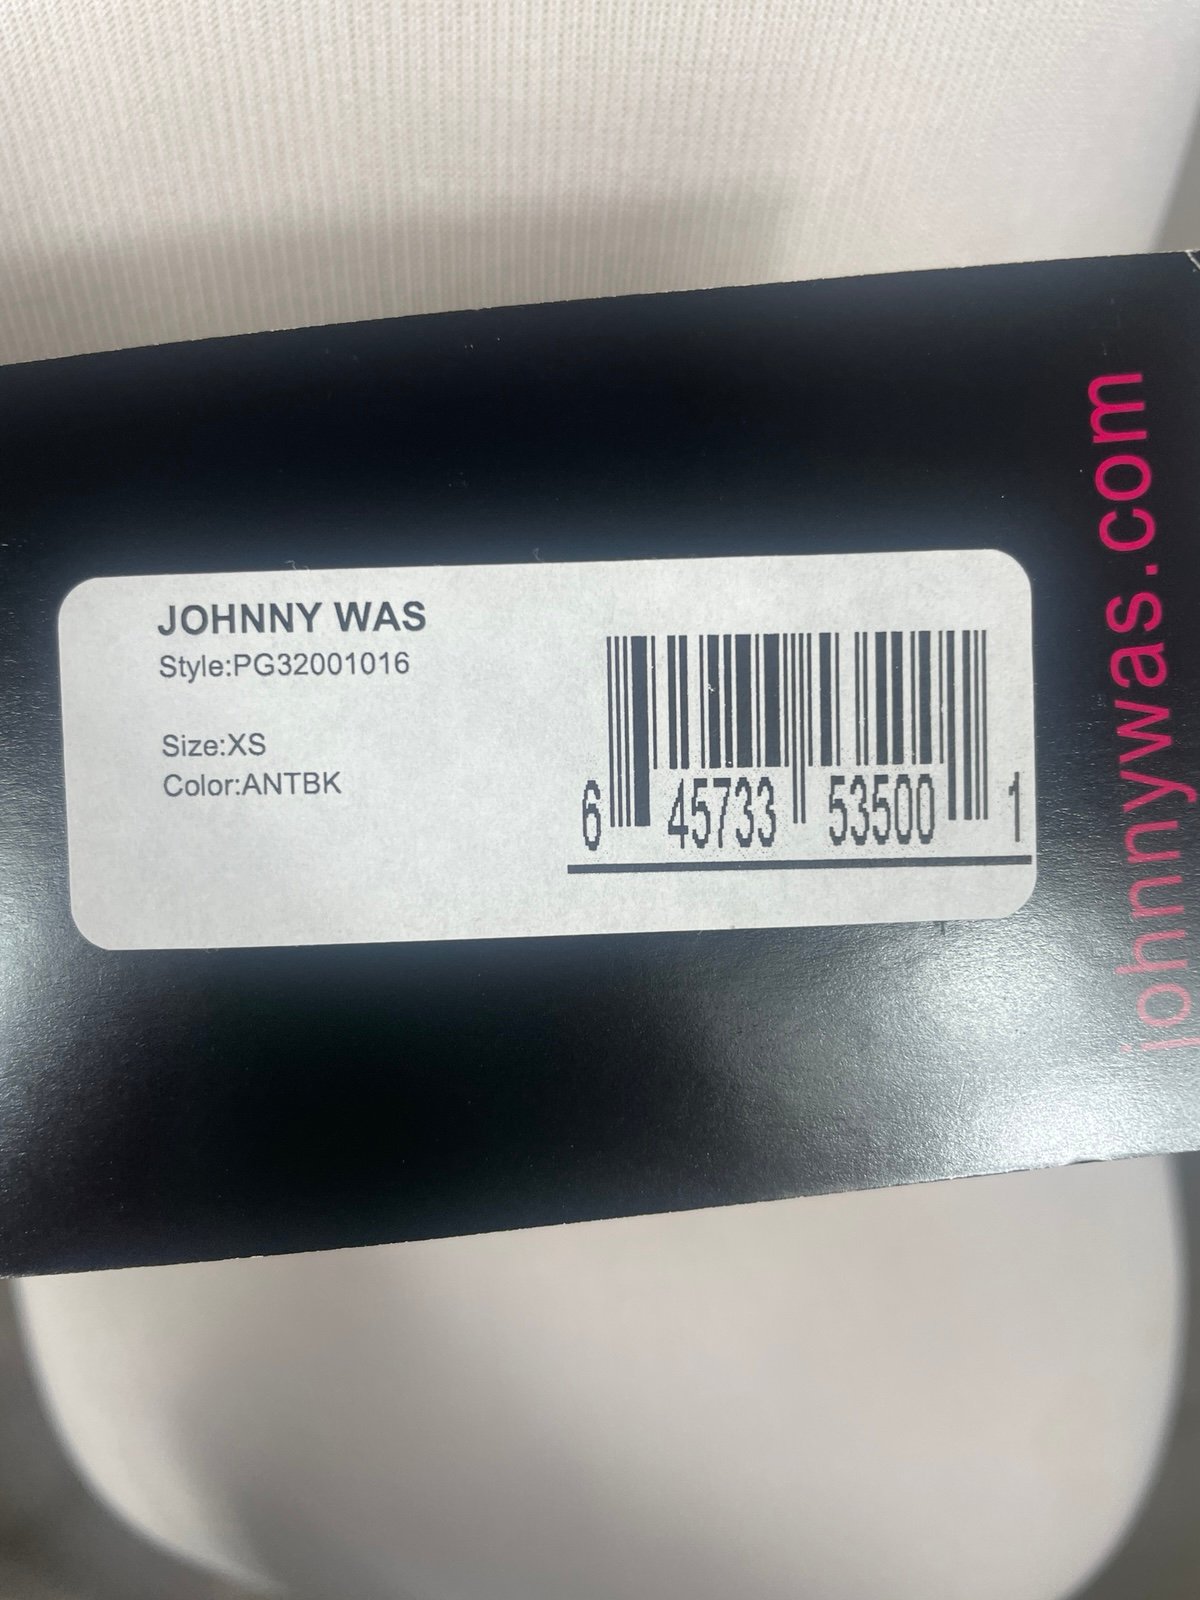 JOHNNY WAS
Style:PG32001016
Size:XS
Color:ANTBK
6 45733 53500 1
johnnywas.com